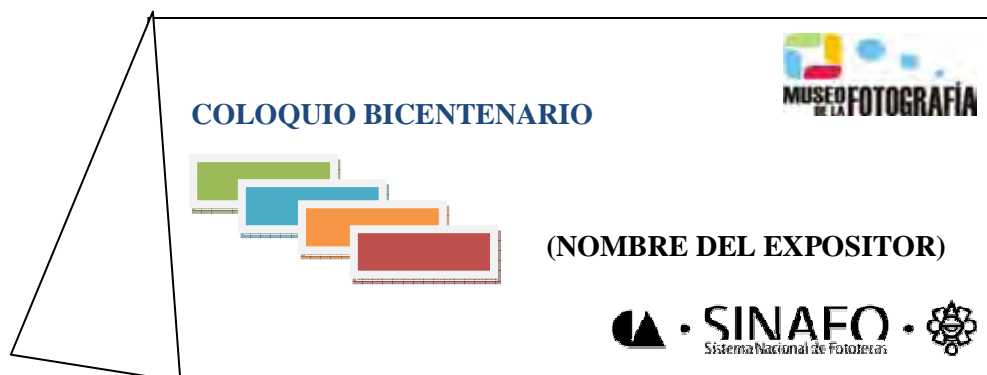 MUSEO FOTOGRAFÍA
DE LA
COLOQUIO BICENTENARIO
(NOMBRE DEL EXPOSITOR)
· SINAFO ·
Sistema Nacional de Fototecas